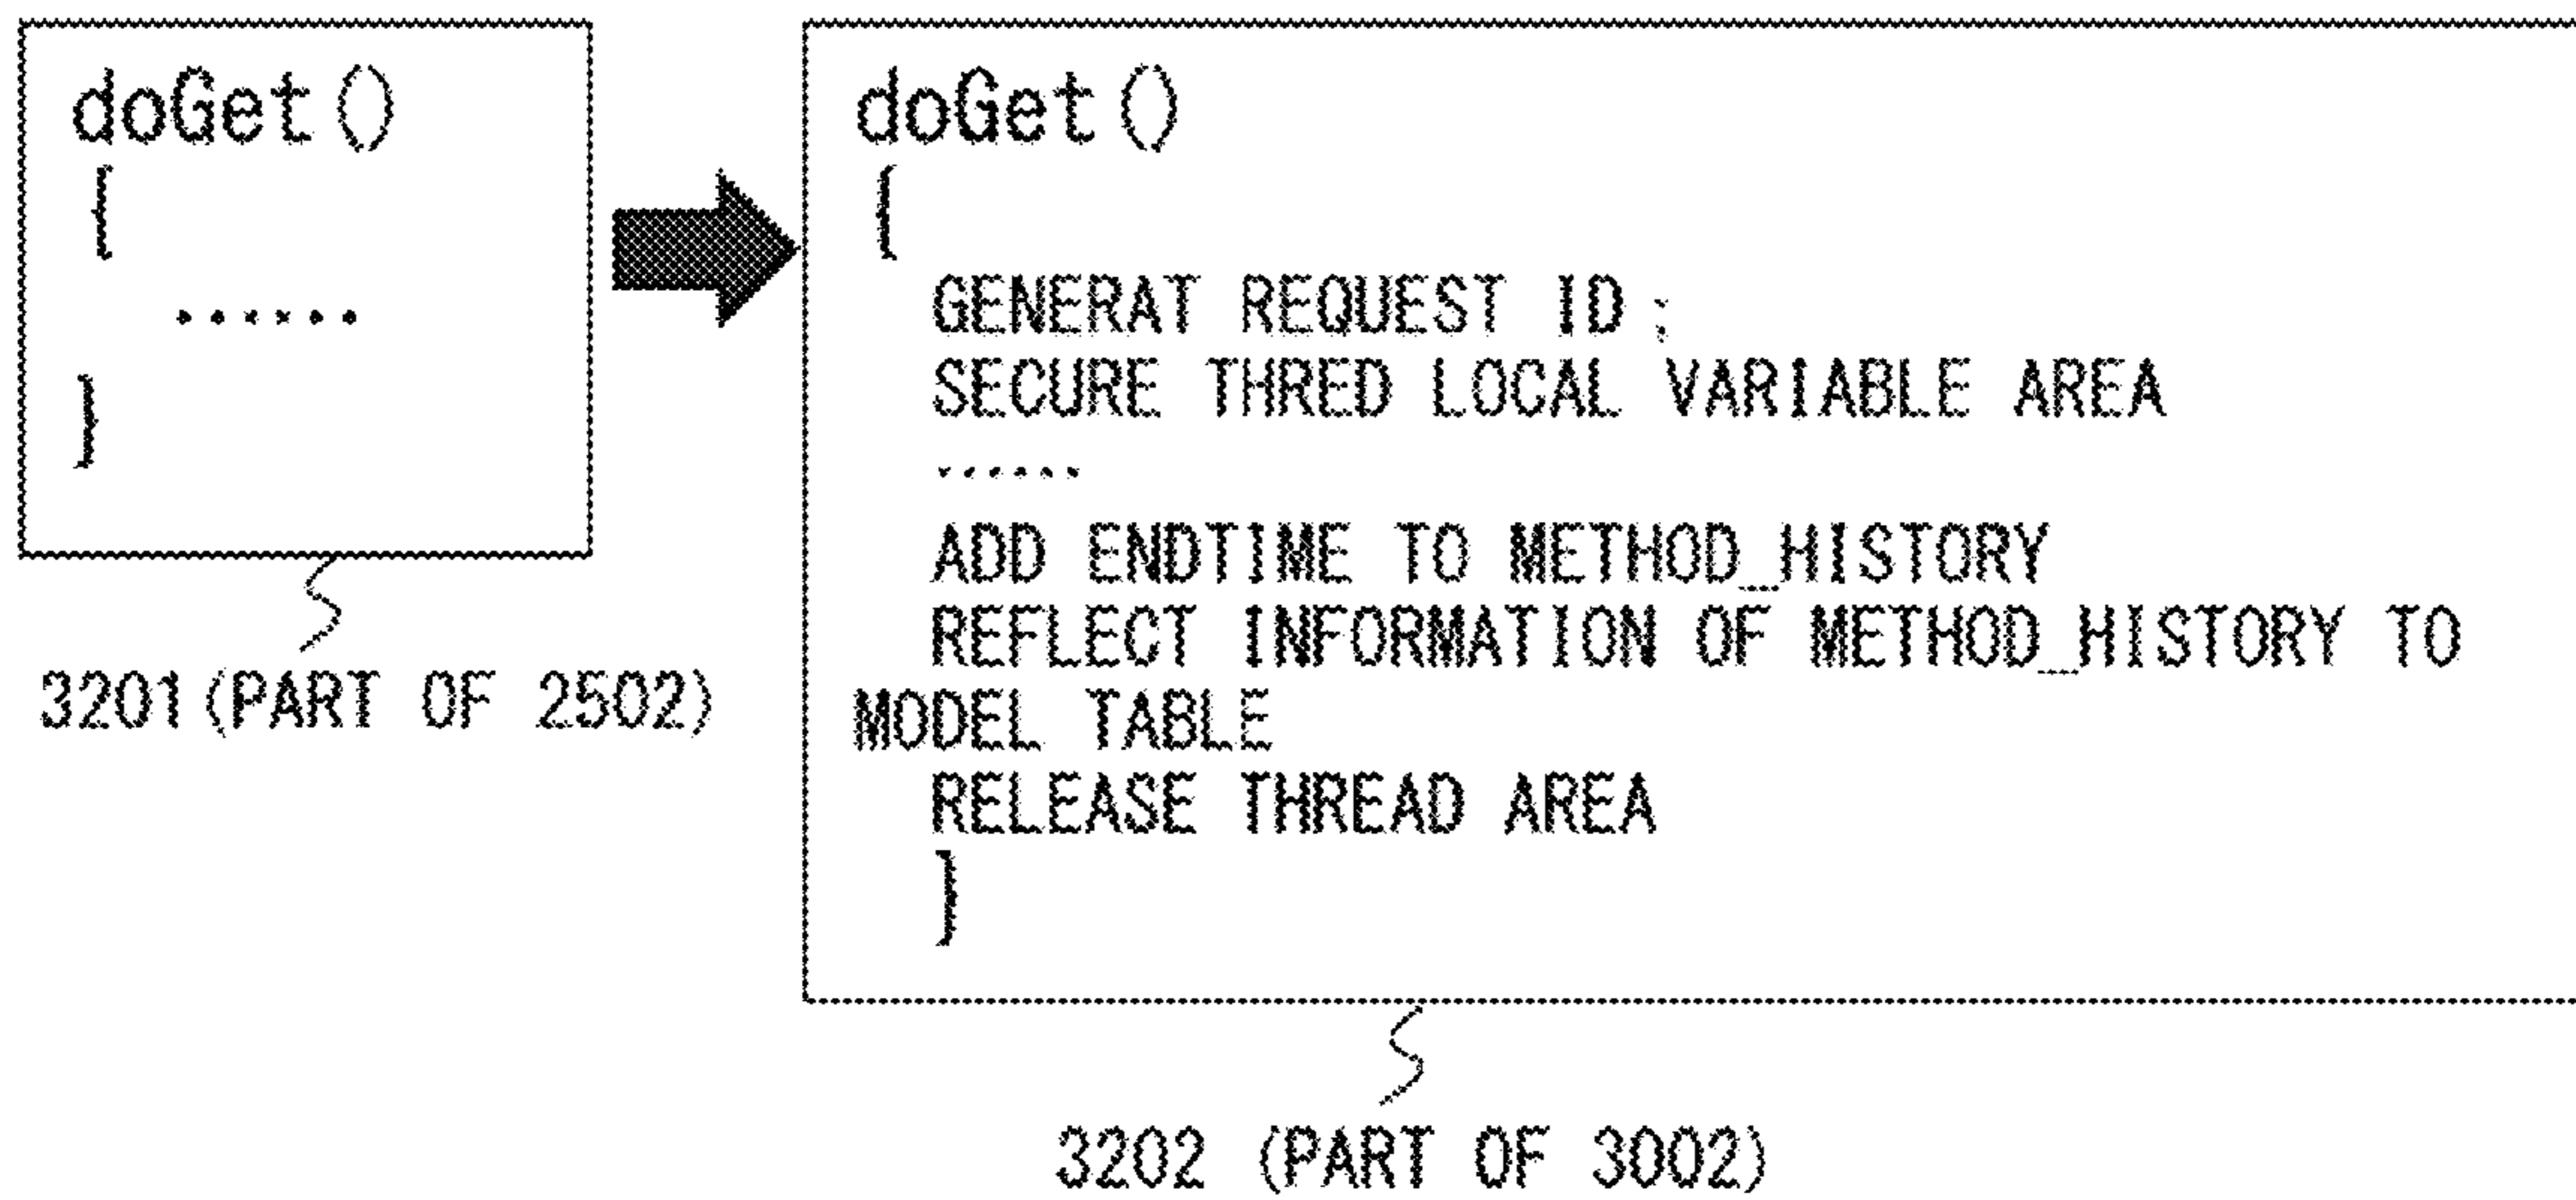 doGet()
{
......
}
3201(PART OF 2502)
doGet()
{
GENERAT REQUEST ID;
SECURE THRED LOCAL VARIABLE AREA
......
ADD ENDTIME TO METHOD_HISTORY
REFLECT INFORMATION OF METHOD_HISTORY TO
MODEL TABLE
RELEASE THREAD AREA
}
3202 (PART OF 3002)